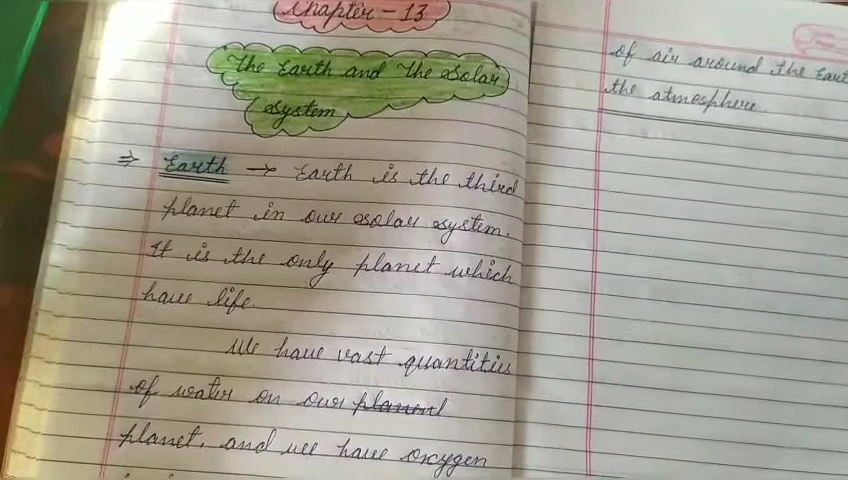 Chapter - 13
The Earth and The Solar
System
⇒ Earth → Earth is the third
planet in our solar system.
It is the only planet which
have life.
We have vast quantities
of water on our
planet, and we have oxygen
of air around the
the atmosphere.